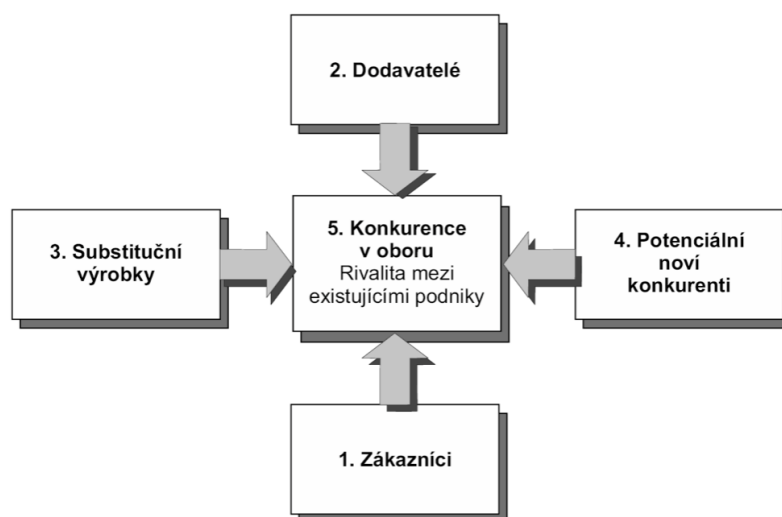 2. Dodavatelé
3. Substituční
výrobky
5. Konkurence
v oboru
Rivalita mezi
existujícími podniky
4. Potenciální
noví
konkurenti
1. Zákazníci